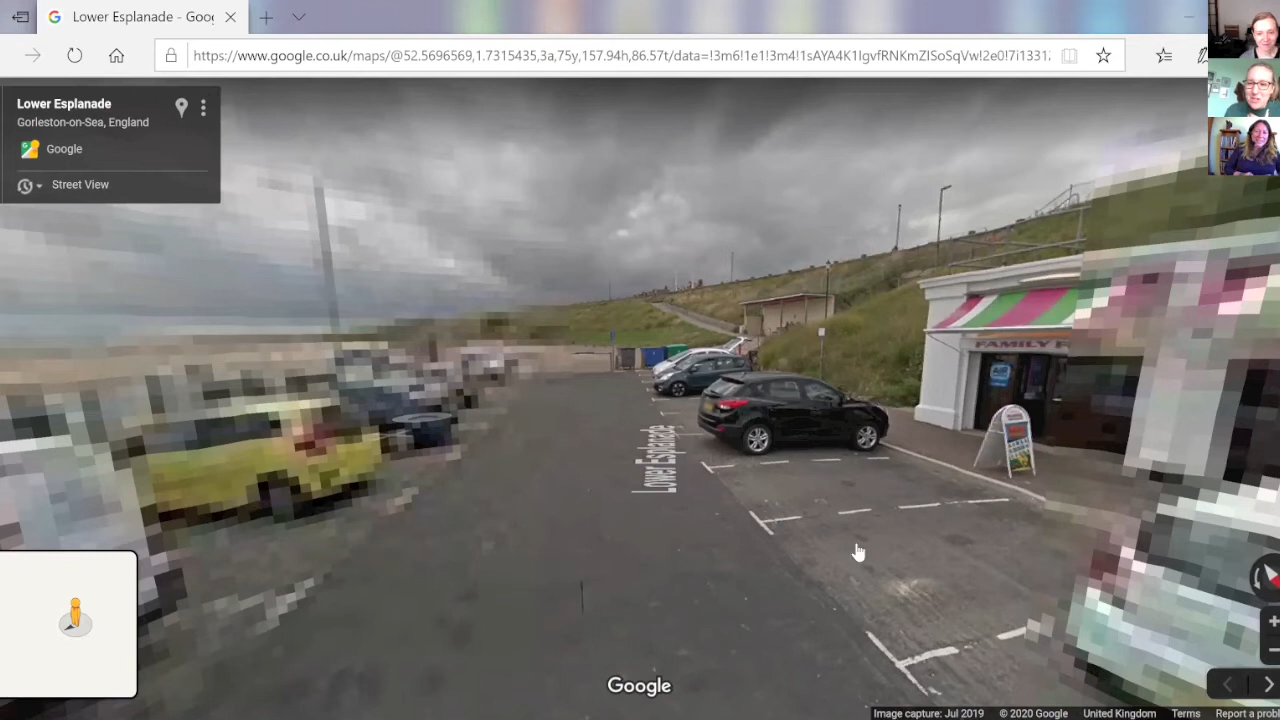 Lower Esplanade - Goog
https://www.google.co.uk/maps/@52.5696569,1.7315435,3a,75y,157.94h,86.57t/data=!3m6!1e1!3m4!1sAYA4K1IgvfRNKmZISoSqVw!2e0!7i1331
Lower Esplanade
Gorleston-on-Sea, England
Google
Street View
FAMILY
Lower Esplanade
Google
Image capture: Jul 2019 © 2020 Google United Kingdom Terms Report a probl